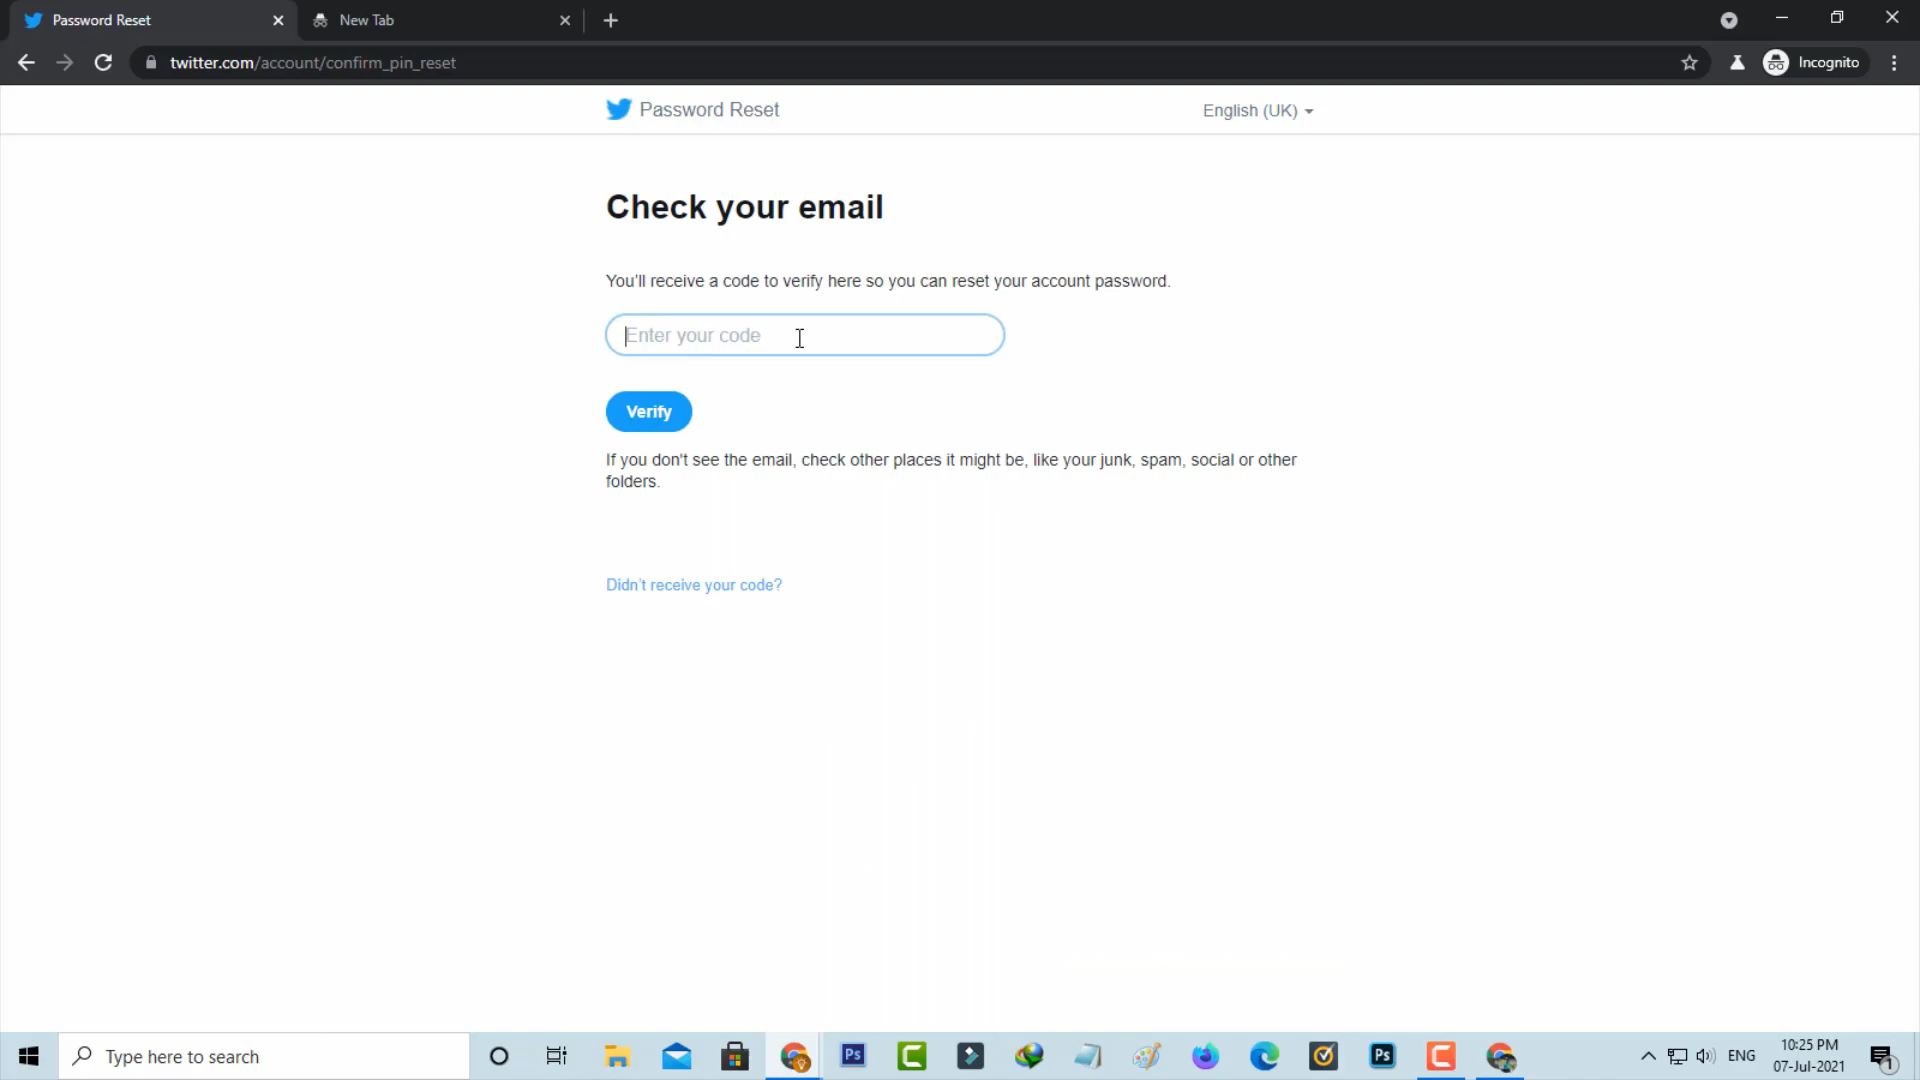 Password Reset
New Tab
twitter.com/account/confirm_pin_reset
Incognito
Password Reset
English (UK)
Check your email
You'll receive a code to verify here so you can reset your account password.
Enter your code
Verify
If you don't see the email, check other places it might be, like your junk, spam, social or other
folders.
Didn't receive your code?
Type here to search
Ps
Ps
ENG
10:25 PM
07-Jul-2021
1